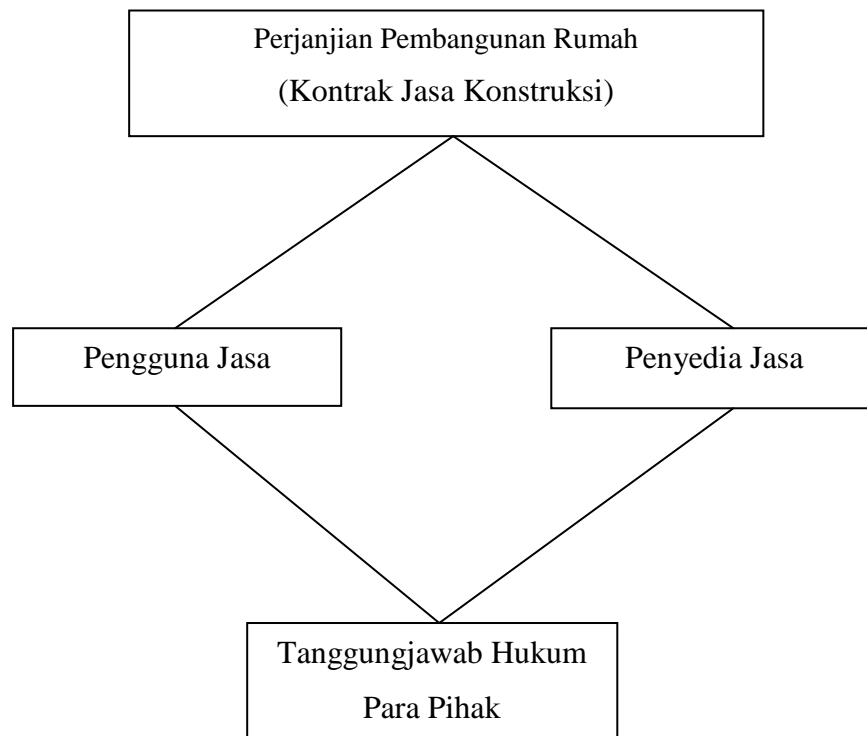 Perjanjian Pembangunan Rumah
(Kontrak Jasa Konstruksi)
Pengguna Jasa
Penyedia Jasa
Tanggungjawab Hukum
Para Pihak